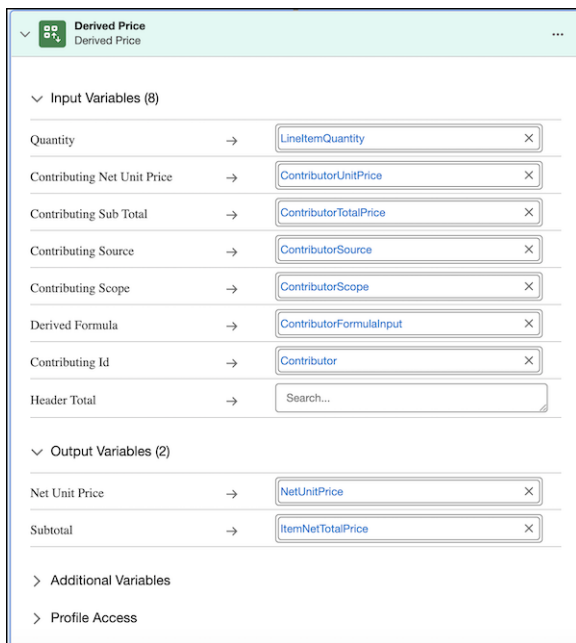 Derived Price
Derived Price
Input Variables (8)
Quantity → LineItemQuantity
Contributing Net Unit Price → ContributorUnitPrice
Contributing Sub Total → ContributorTotalPrice
Contributing Source → ContributorSource
Contributing Scope → ContributorScope
Derived Formula → ContributorFormulaInput
Contributing Id → Contributor
Header Total → Search...
Output Variables (2)
Net Unit Price → NetUnitPrice
Subtotal → ItemNetTotalPrice
Additional Variables
Profile Access